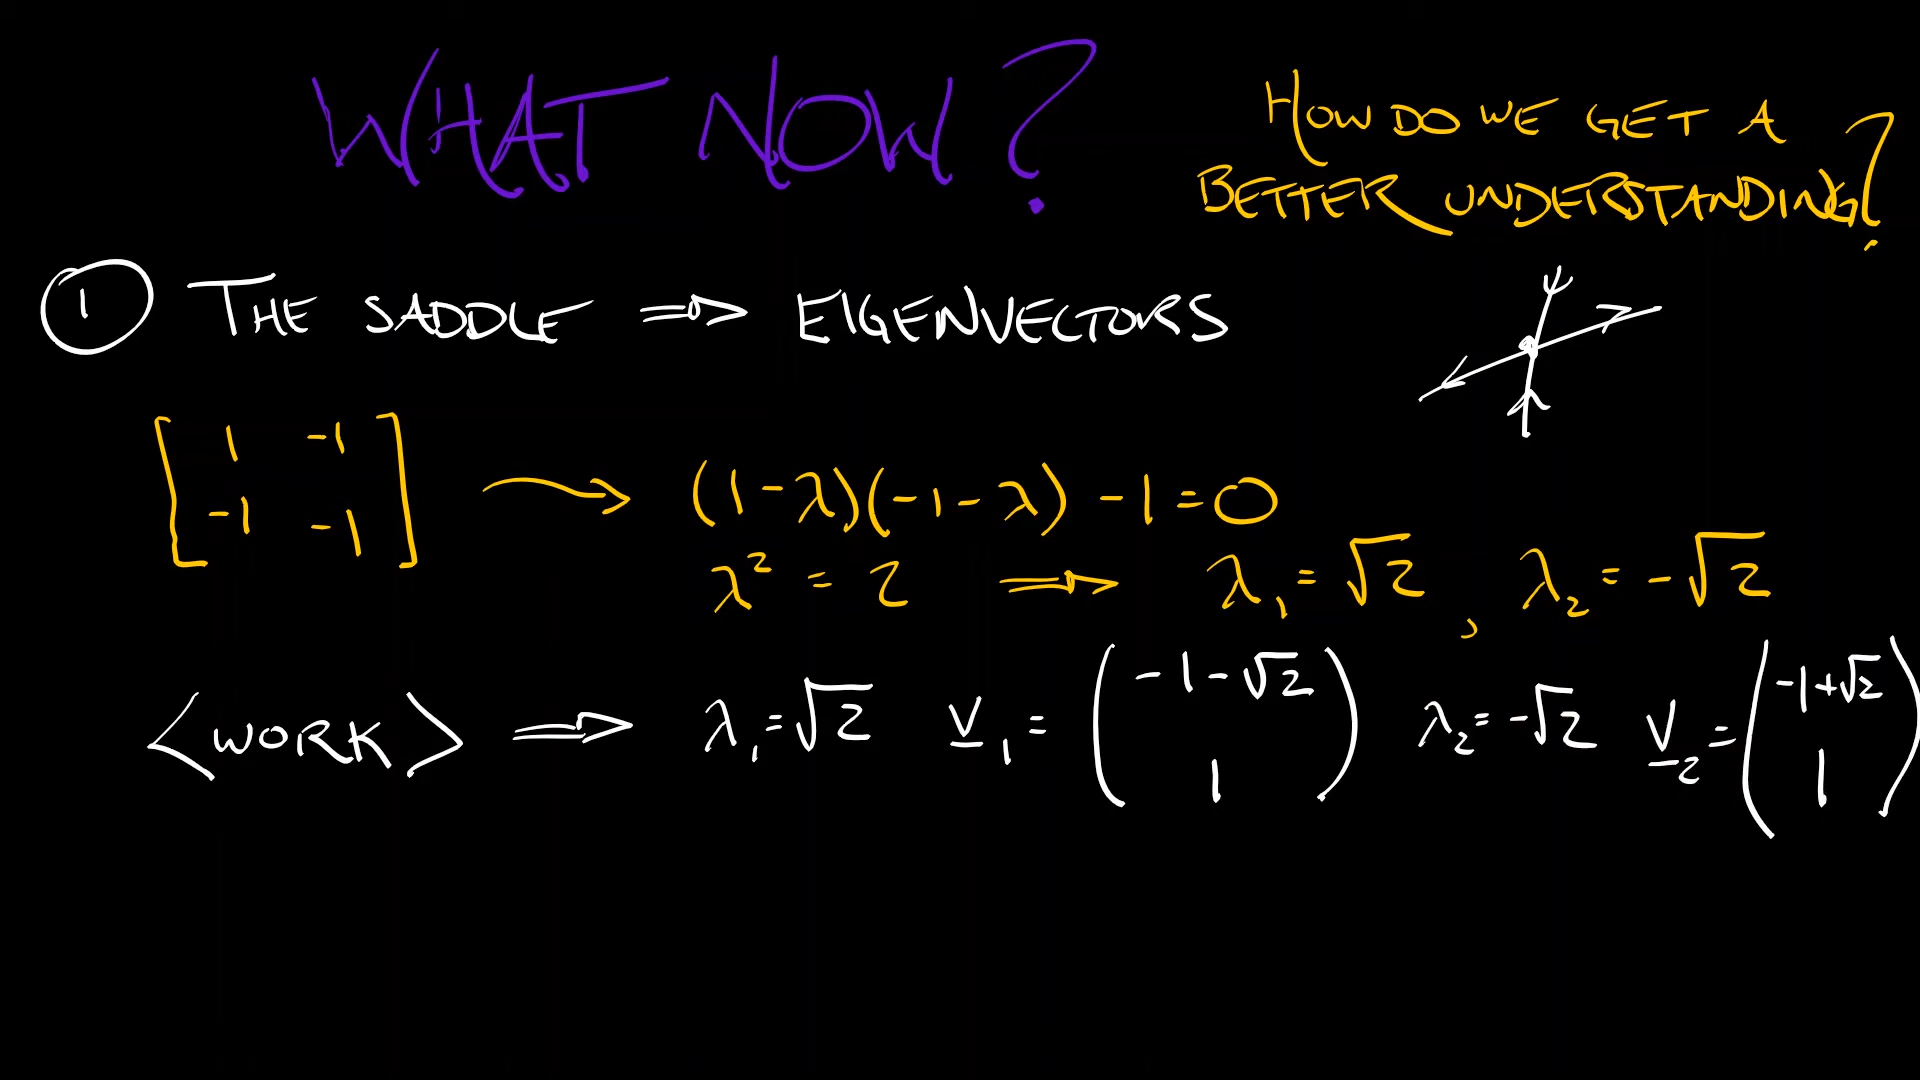 WHAT NOW?
HOW DO WE GET A
BETTER UNDERSTANDING?
1 THE SADDLE ⇒ EIGENVECTORS
[1 -1
-1 -1] → (1-λ)(-1-λ) -1 = 0
λ² = 2 ⇒ λ₁ = √2, λ₂ = -√2
<WORK> ⇒ λ₁ = √2 v₁ = (-1-√2
1) λ₂ = -√2 v₂ = (-1+√2
1)